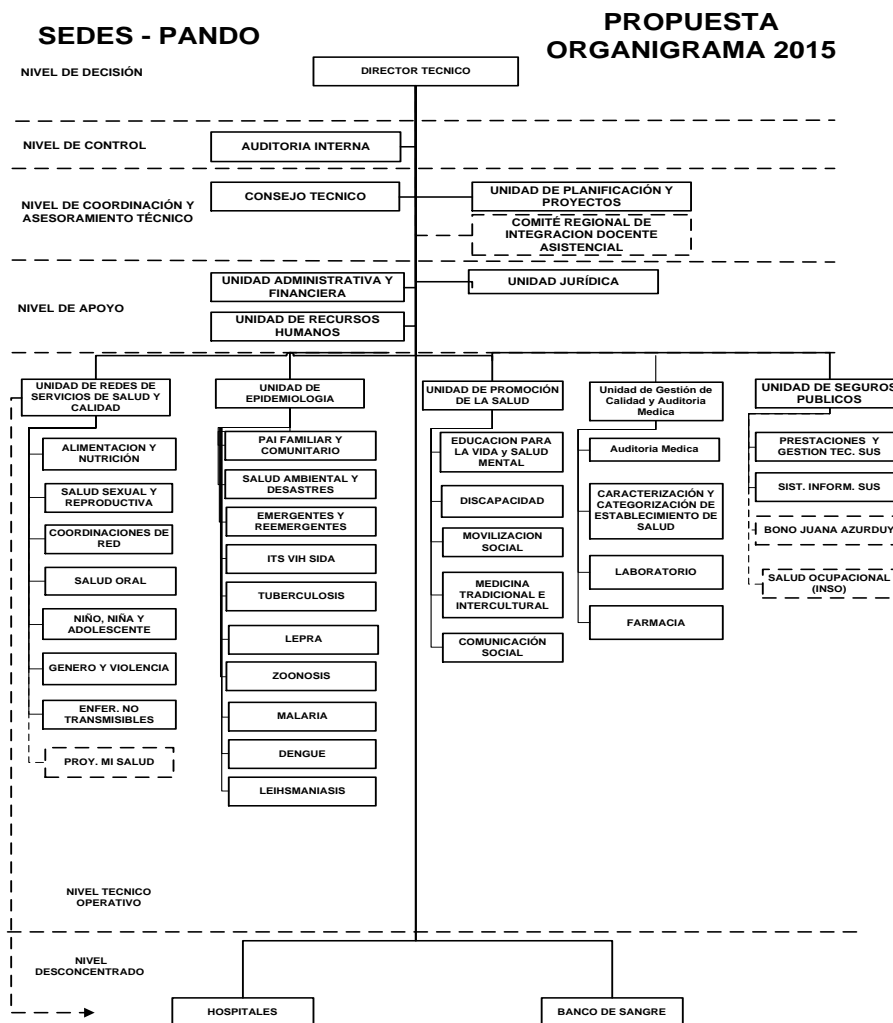 SEDES - PANDO
PROPUESTA
ORGANIGRAMA 2015
NIVEL DE DECISIÓN
DIRECTOR TECNICO
NIVEL DE CONTROL
AUDITORIA INTERNA
NIVEL DE COORDINACIÓN Y
ASESORAMIENTO TÉCNICO
CONSEJO TECNICO
UNIDAD DE PLANIFICACIÓN Y
PROYECTOS
COMITÉ REGIONAL DE
INTEGRACION DOCENTE
ASISTENCIAL
NIVEL DE APOYO
UNIDAD ADMINISTRATIVA Y
FINANCIERA
UNIDAD JURÍDICA
UNIDAD DE RECURSOS
HUMANOS
UNIDAD DE REDES DE
SERVICIOS DE SALUD Y
CALIDAD
ALIMENTACION Y
NUTRICIÓN
SALUD SEXUAL Y
REPRODUCTIVA
COORDINACIONES DE
RED
SALUD ORAL
NIÑO, NIÑA Y
ADOLESCENTE
GENERO Y VIOLENCIA
ENFER. NO
TRANSMISIBLES
PROY. MI SALUD
UNIDAD DE
EPIDEMIOLOGIA
PAI FAMILIAR Y
COMUNITARIO
SALUD AMBIENTAL Y
DESASTRES
EMERGENTES Y
REEMERGENTES
ITS VIH SIDA
TUBERCULOSIS
LEPRA
ZOONOSIS
MALARIA
DENGUE
LEIHSMANIASIS
UNIDAD DE PROMOCIÓN
DE LA SALUD
EDUCACION PARA
LA VIDA y SALUD
MENTAL
DISCAPACIDAD
MOVILIZACION
SOCIAL
MEDICINA
TRADICIONAL E
INTERCULTURAL
COMUNICACIÓN
SOCIAL
Unidad de Gestión de
Calidad y Auditoria
Medica
Auditoria Medica
CARACTERIZACIÓN Y
CATEGORIZACIÓN DE
ESTABLECIMIENTO DE
SALUD
LABORATORIO
FARMACIA
UNIDAD DE SEGUROS
PUBLICOS
PRESTACIONES Y
GESTION TEC. SUS
SIST. INFORM. SUS
BONO JUANA AZURDUY
SALUD OCUPACIONAL
(INSO)
NIVEL TECNICO
OPERATIVO
NIVEL
DESCONCENTRADO
HOSPITALES
BANCO DE SANGRE